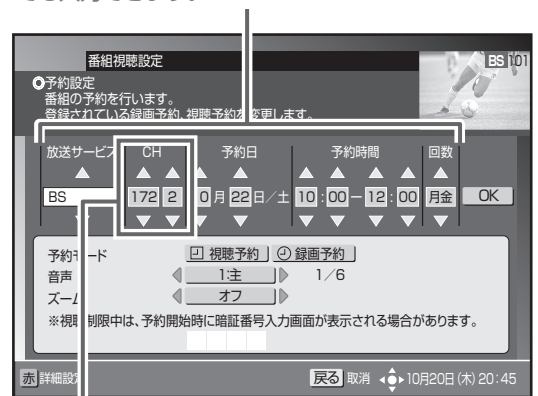 番組視聴設定
BS 101
予約設定
番組の予約を行います。
登録されている録画予約、視聴予約を変更します。
放送サービス CH 予約日 予約時間 回数
BS 172 2 0月22日/土 10:00-12:00 月金 OK
予約モード 視聴予約 録画予約
音声 1:主 1/6
ズーム オフ
※視聴制限中は、予約開始時に暗証番号入力画面が表示される場合があります。
赤 詳細設定 戻る 取消 10月20日(木)20:45